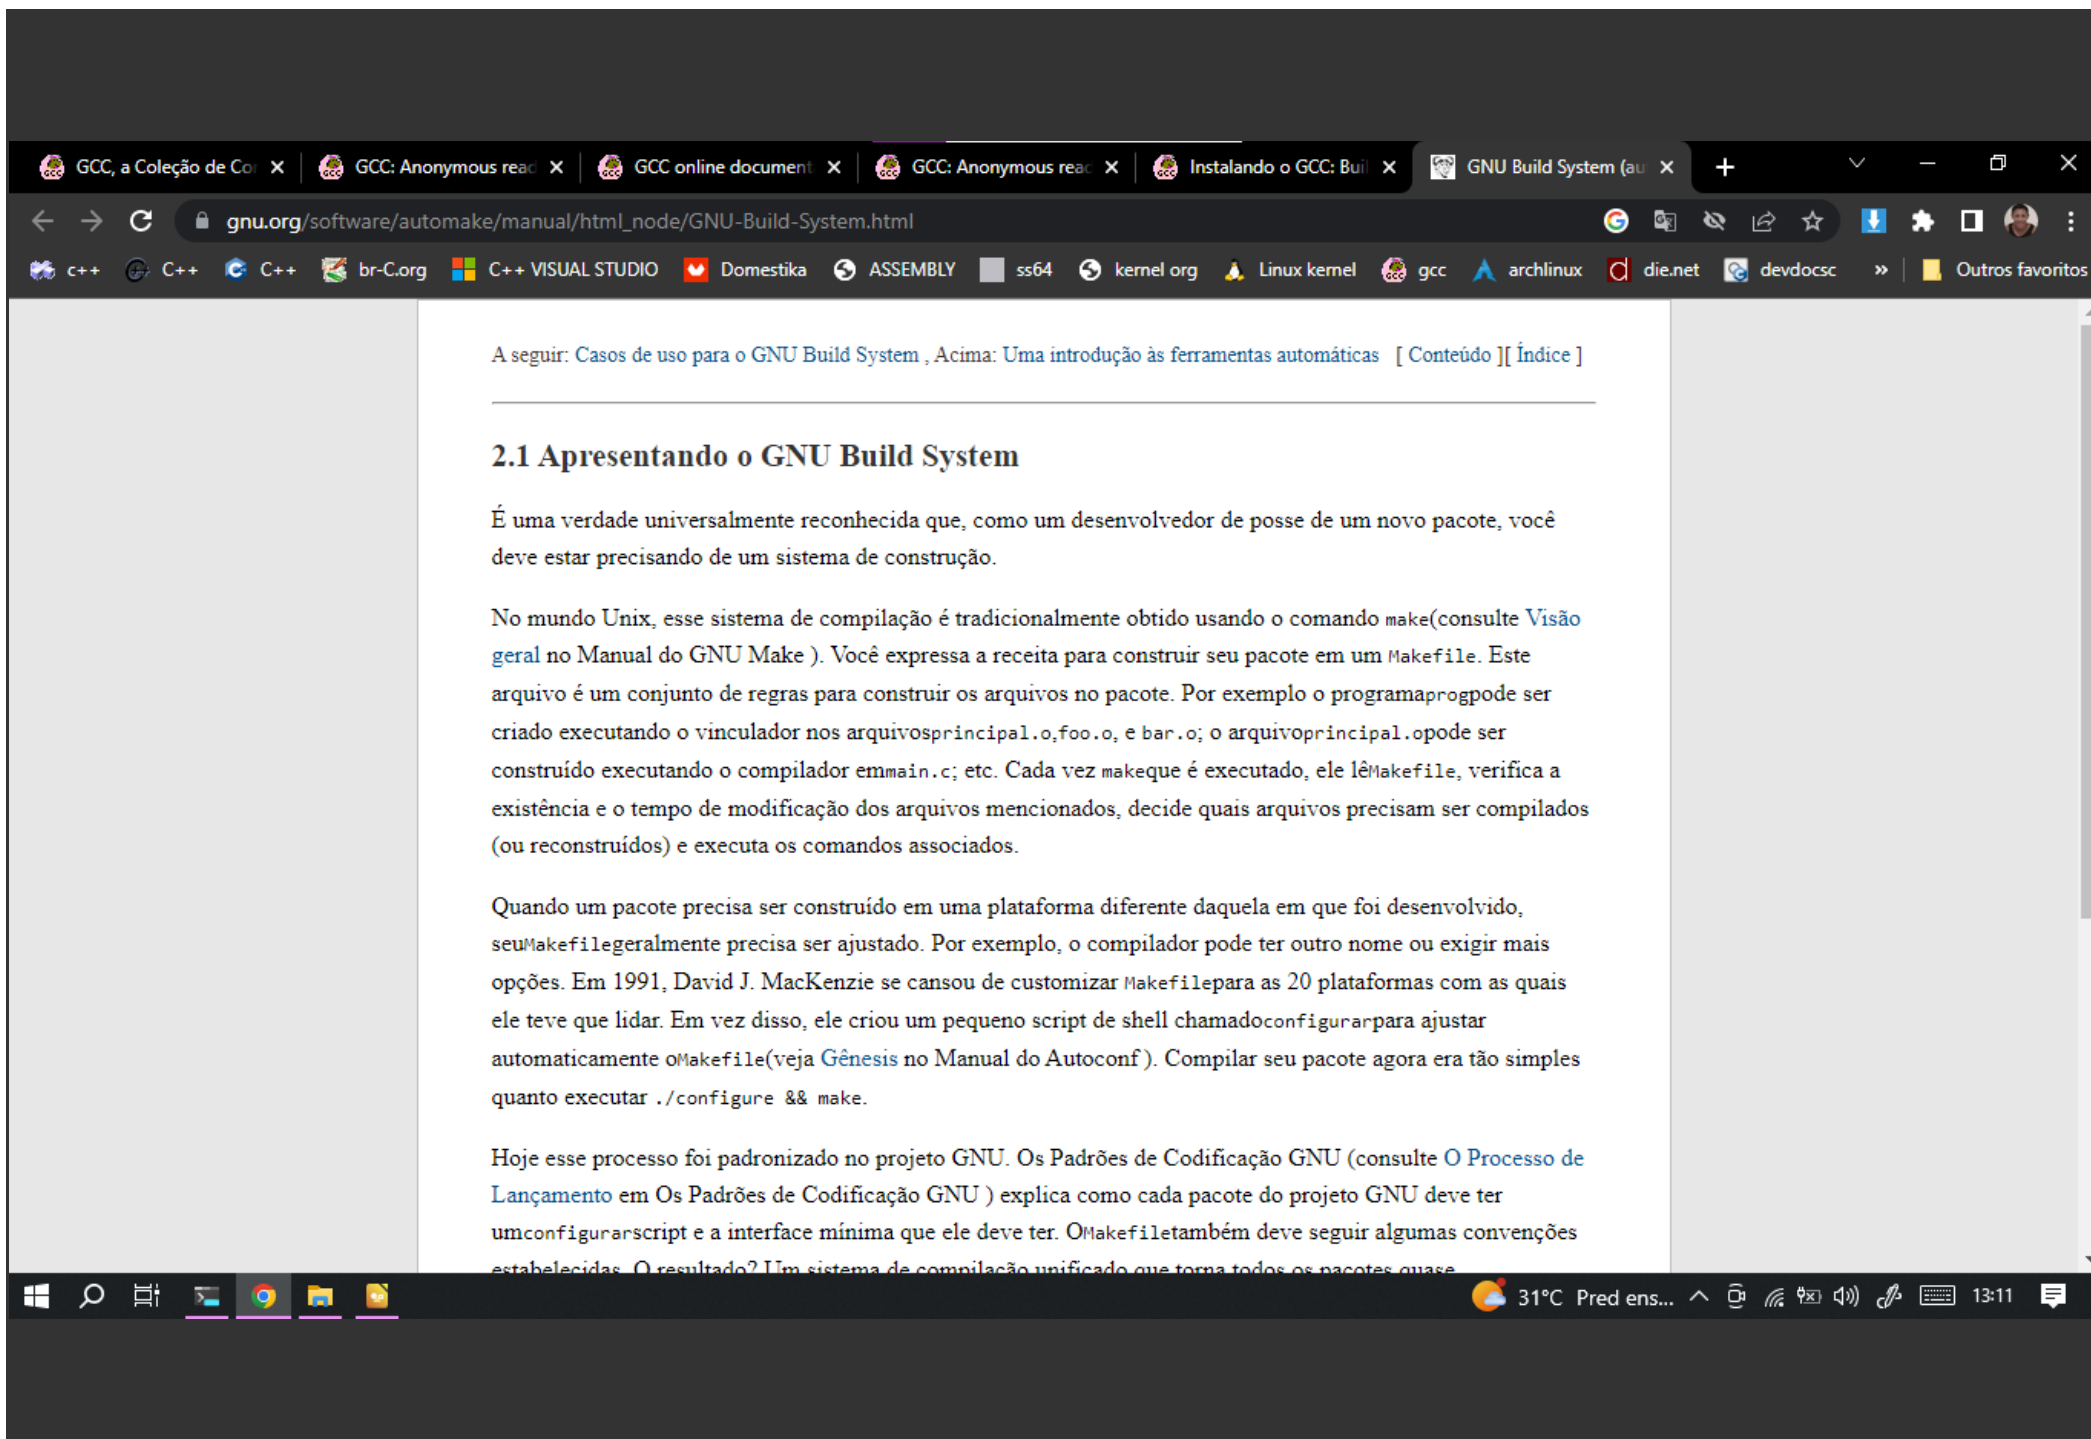 GCC, a Coleção de Cor
GCC: Anonymous read
GCC online document
GCC: Anonymous read
Instalando o GCC: Buil
GNU Build System (au
gnu.org/software/automake/manual/html_node/GNU-Build-System.html
c++ C++ C++ br-C.org C++ VISUAL STUDIO Domestika ASSEMBLY ss64 kernel org Linux kernel gcc archlinux die.net devdocsc » Outros favoritos
A seguir: Casos de uso para o GNU Build System , Acima: Uma introdução às ferramentas automáticas [ Conteúdo ][ Índice ]
2.1 Apresentando o GNU Build System
É uma verdade universalmente reconhecida que, como um desenvolvedor de posse de um novo pacote, você
deve estar precisando de um sistema de construção.
No mundo Unix, esse sistema de compilação é tradicionalmente obtido usando o comando make(consulte Visão
geral no Manual do GNU Make ). Você expressa a receita para construir seu pacote em um Makefile. Este
arquivo é um conjunto de regras para construir os arquivos no pacote. Por exemplo o programaprogpode ser
criado executando o vinculador nos arquivosprincipal.o,foo.o, e bar.o; o arquivoprincipal.opode ser
construído executando o compilador emmain.c; etc. Cada vez makeque é executado, ele lêMakefile, verifica a
existência e o tempo de modificação dos arquivos mencionados, decide quais arquivos precisam ser compilados
(ou reconstruídos) e executa os comandos associados.
Quando um pacote precisa ser construído em uma plataforma diferente daquela em que foi desenvolvido,
seuMakefilegeralmente precisa ser ajustado. Por exemplo, o compilador pode ter outro nome ou exigir mais
opções. Em 1991, David J. MacKenzie se cansou de customizar Makefilepara as 20 plataformas com as quais
ele teve que lidar. Em vez disso, ele criou um pequeno script de shell chamadoconfigurarpara ajustar
automaticamente oMakefile(veja Gênesis no Manual do Autoconf ). Compilar seu pacote agora era tão simples
quanto executar ./configure && make.
Hoje esse processo foi padronizado no projeto GNU. Os Padrões de Codificação GNU (consulte O Processo de
Lançamento em Os Padrões de Codificação GNU ) explica como cada pacote do projeto GNU deve ter
umconfigurarscript e a interface mínima que ele deve ter. OMakefiletambém deve seguir algumas convenções
estabelecidas. O resultado? Um sistema de compilação unificado que torna todos os pacotes quase
31°C Pred ens... 13:11